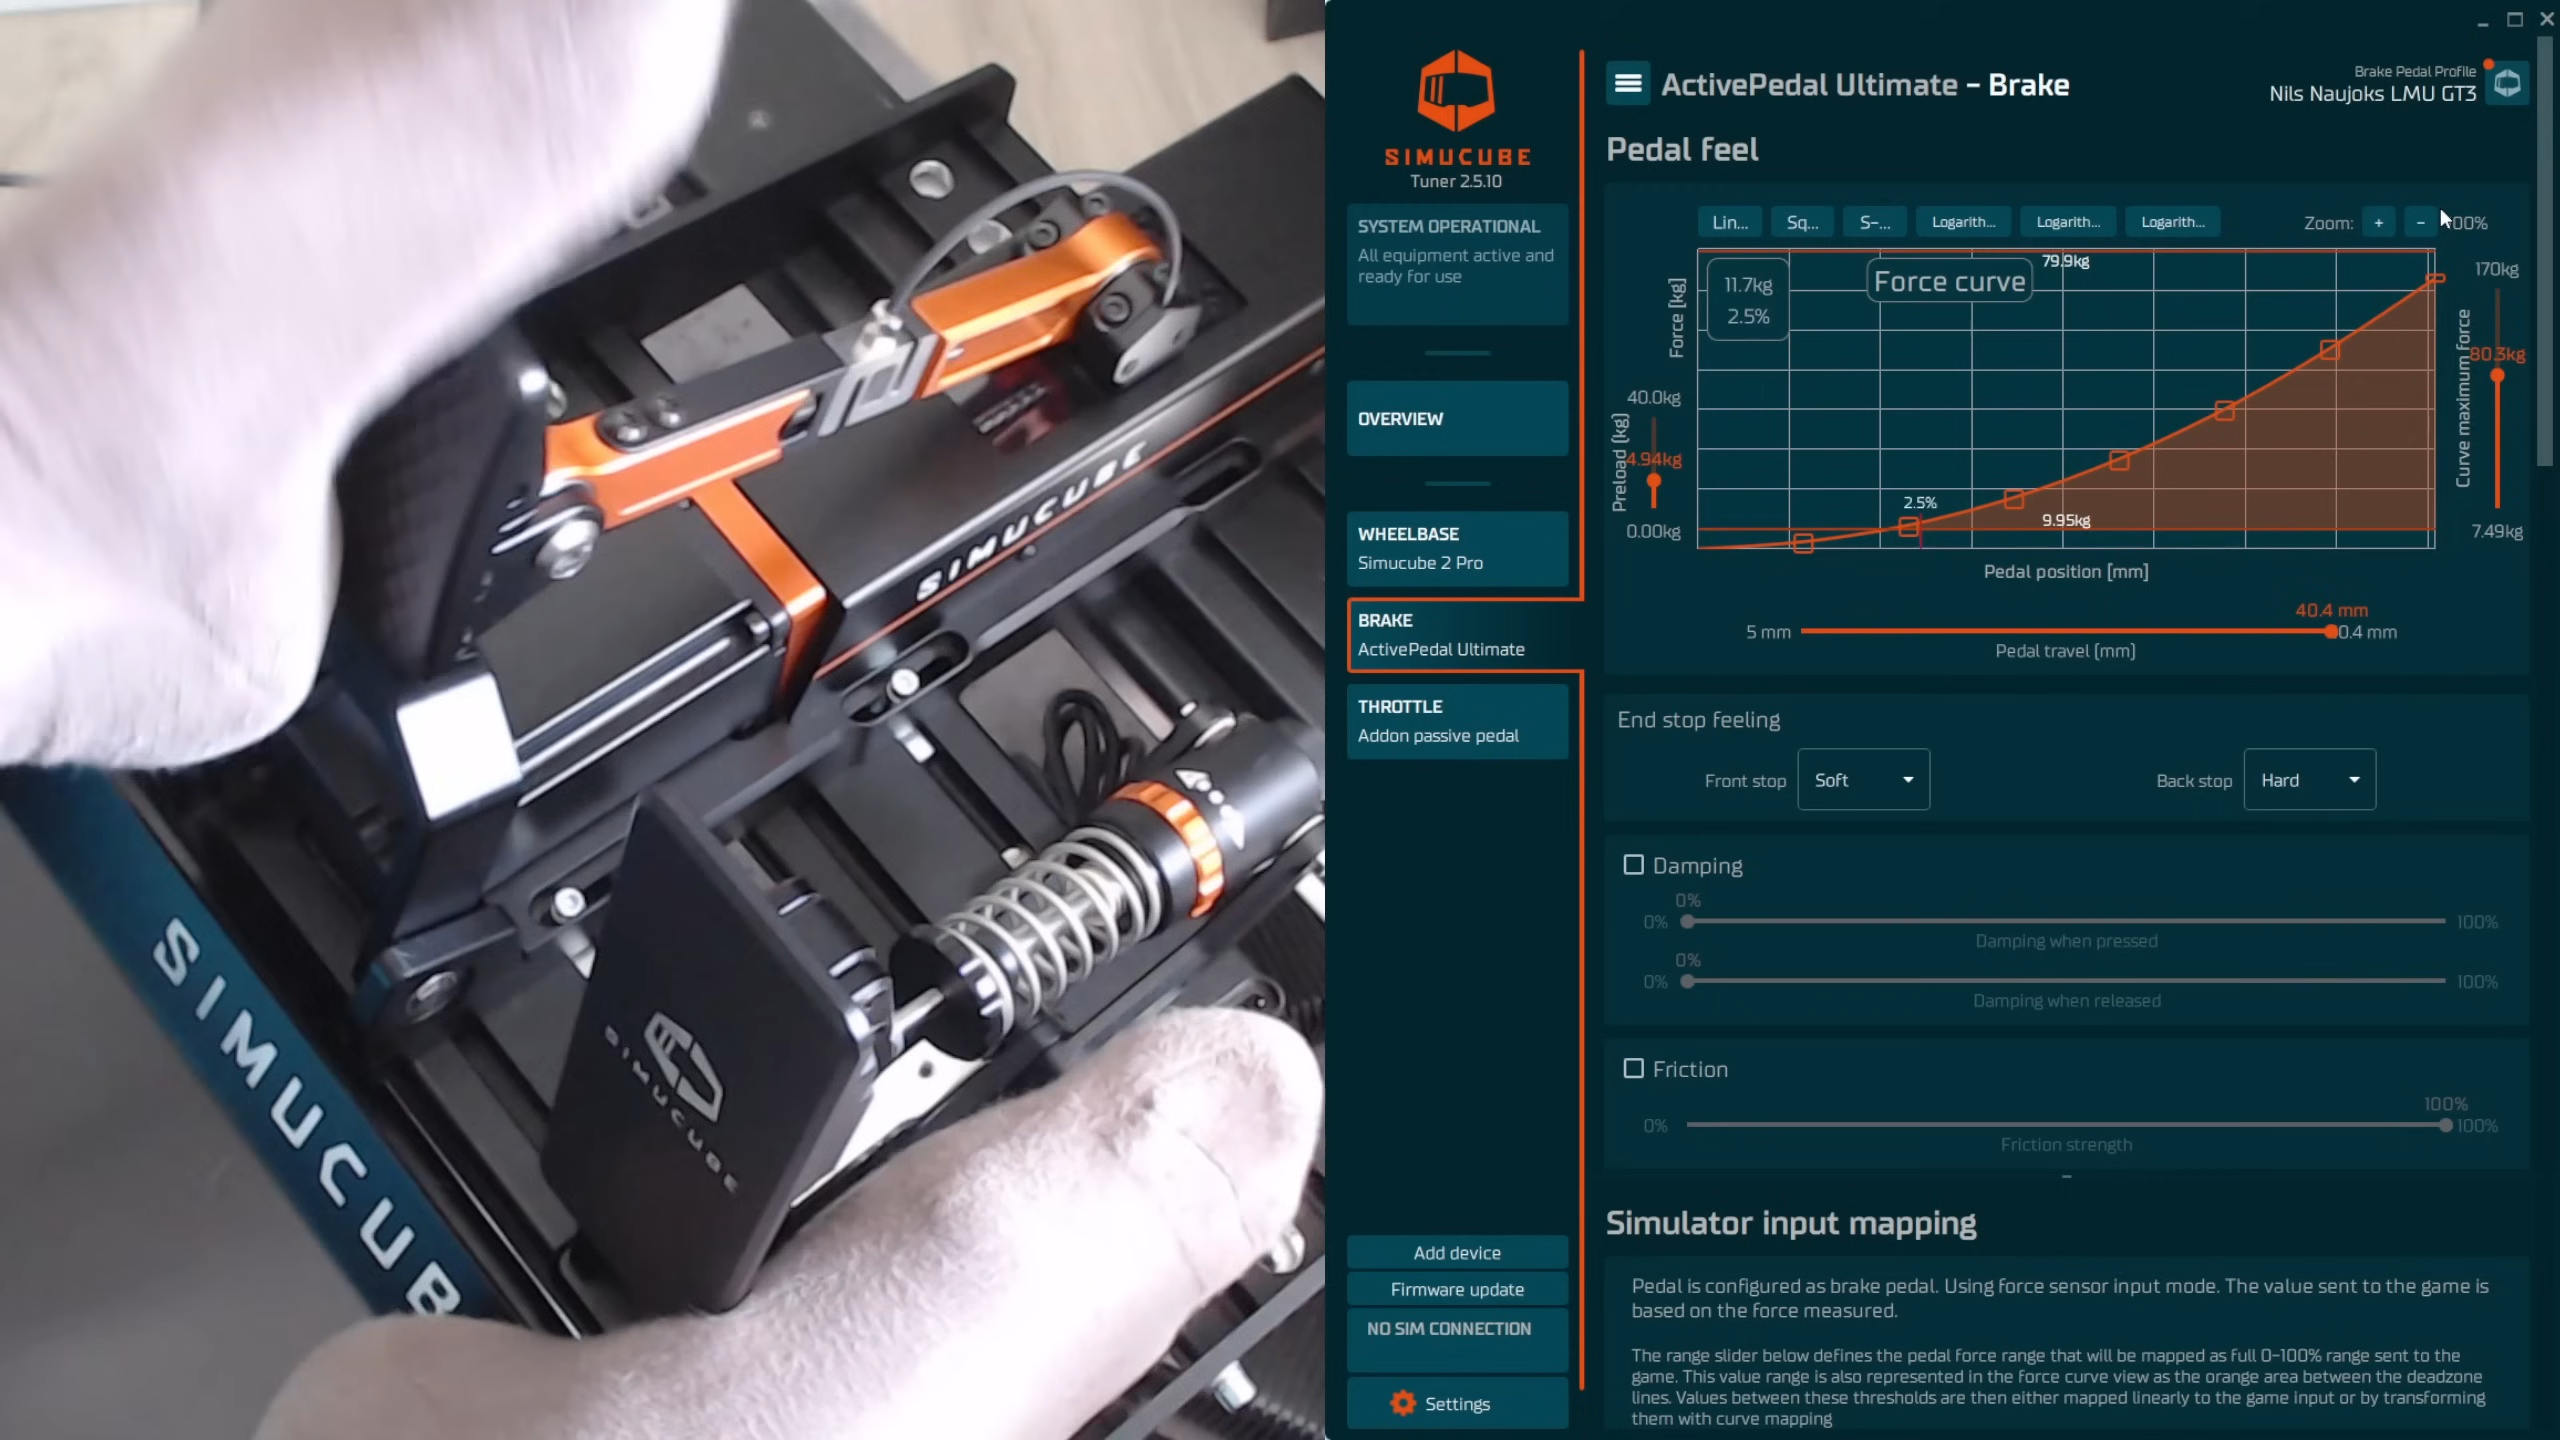 SIMUCUBE
SIMUCUBE
SIMUCUB
SIMUCUBE
Tuner 2.5.10
SYSTEM OPERATIONAL
All equipment active and
ready for use
OVERVIEW
WHEELBASE
Simucube 2 Pro
BRAKE
ActivePedal Ultimate
THROTTLE
Addon passive pedal
Add device
Firmware update
NO SIM CONNECTION
Settings
ActivePedal Ultimate - Brake
Brake Pedal Profile
Nils Naujoks LMU GT3
Pedal feel
Lin...
Sq...
S-...
Logarith...
Logarith...
Logarith...
Zoom:
+
-
00%
Force [kg]
11.7kg
2.5%
Force curve
79.9kg
170kg
80.3kg
Curve maximum force
7.49kg
40.0kg
Preload [kg]
4.94kg
0.00kg
2.5%
9.95kg
Pedal position [mm]
40.4 mm
5 mm
0.4 mm
Pedal travel [mm]
End stop feeling
Front stop
Soft
Back stop
Hard
Damping
0%
0%
100%
Damping when pressed
0%
0%
100%
Damping when released
Friction
100%
0%
100%
Friction strength
Simulator input mapping
Pedal is configured as brake pedal. Using force sensor input mode. The value sent to the game is
based on the force measured.
The range slider below defines the pedal force range that will be mapped as full 0-100% range sent to the
game. This value range is also represented in the force curve view as the orange area between the deadzone
lines. Values between these thresholds are then either mapped linearly to the game input or by transforming
them with curve mapping